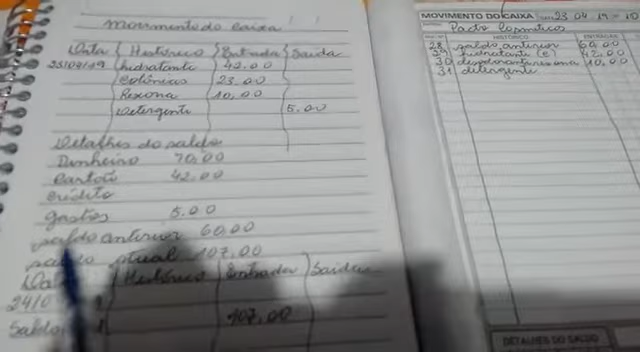 movimento do caixa
Data Histórico Entrada Saída
23/04/19 hidratante 42.00
colônias 23.00
Rexona 10,00
Detergente 5.00
Detalhes do saldo
Dinheiro 70,00
Cartão 42.00
crédito
gastos 5.00
saldo anterior 60,00
saldo atual 107.00
Histórico Entrada Saída
24/0
Saldo 107,00
MOVIMENTO DO CAIXA 23 04 19
Cosméticos
HISTÓRICO ENTRADAS
28 saldo anterior 60,00
29 hidratante (c) 42,00
30 10,00
31 detergente
DETALHES DO SALDO